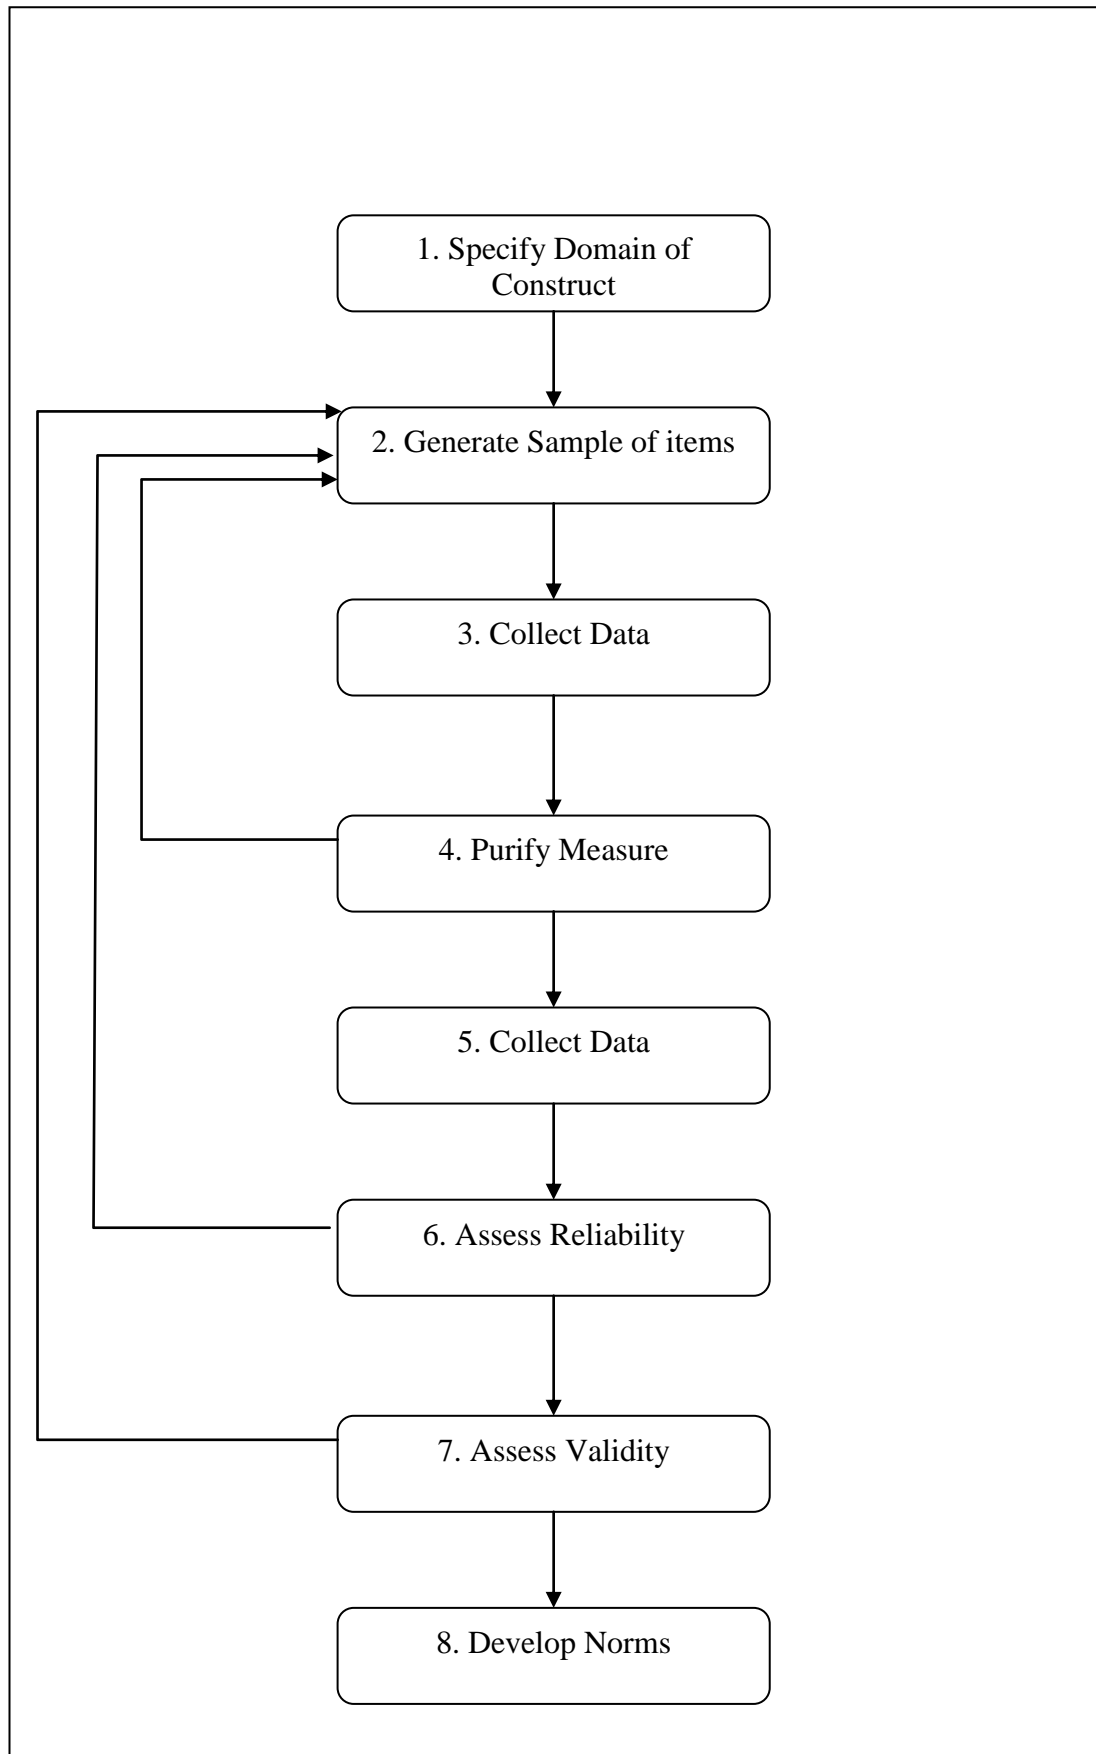 1. Specify Domain of
Construct
2. Generate Sample of items
3. Collect Data
4. Purify Measure
5. Collect Data
6. Assess Reliability
7. Assess Validity
8. Develop Norms